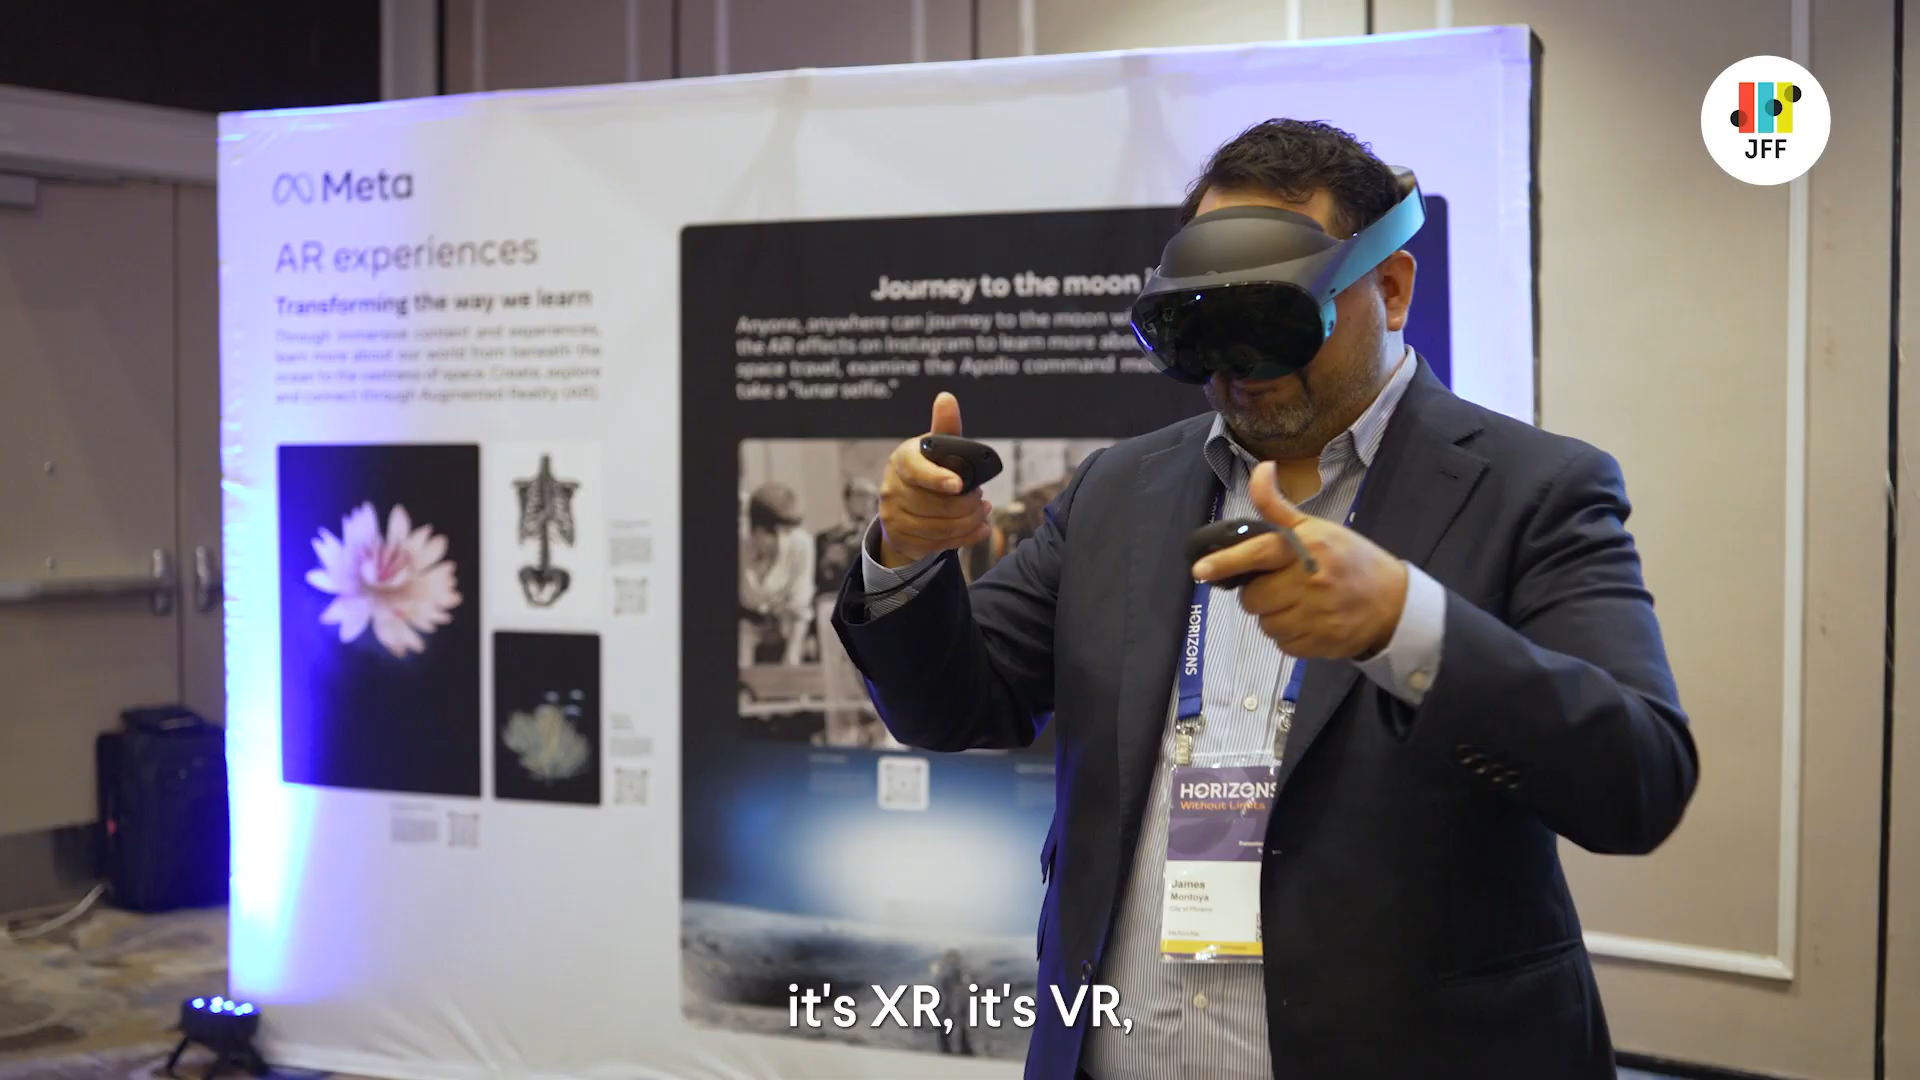 JFF
Meta
AR experiences
Transforming the way we learn
Through immersive content and experiences,
learn more about our world from beneath the
ocean to the vastness of space. Create, explore
and connect through Augmented Reality (AR).
Journey to the moon
Anyone, anywhere can journey to the moon
the AR effects on Instagram to learn more
space travel, examine the Apollo command
take a "lunar selfie."
HORIZONS
HORIZONS
Without Limits
James
Montoya
City of Phoenix
it's XR, it's VR,